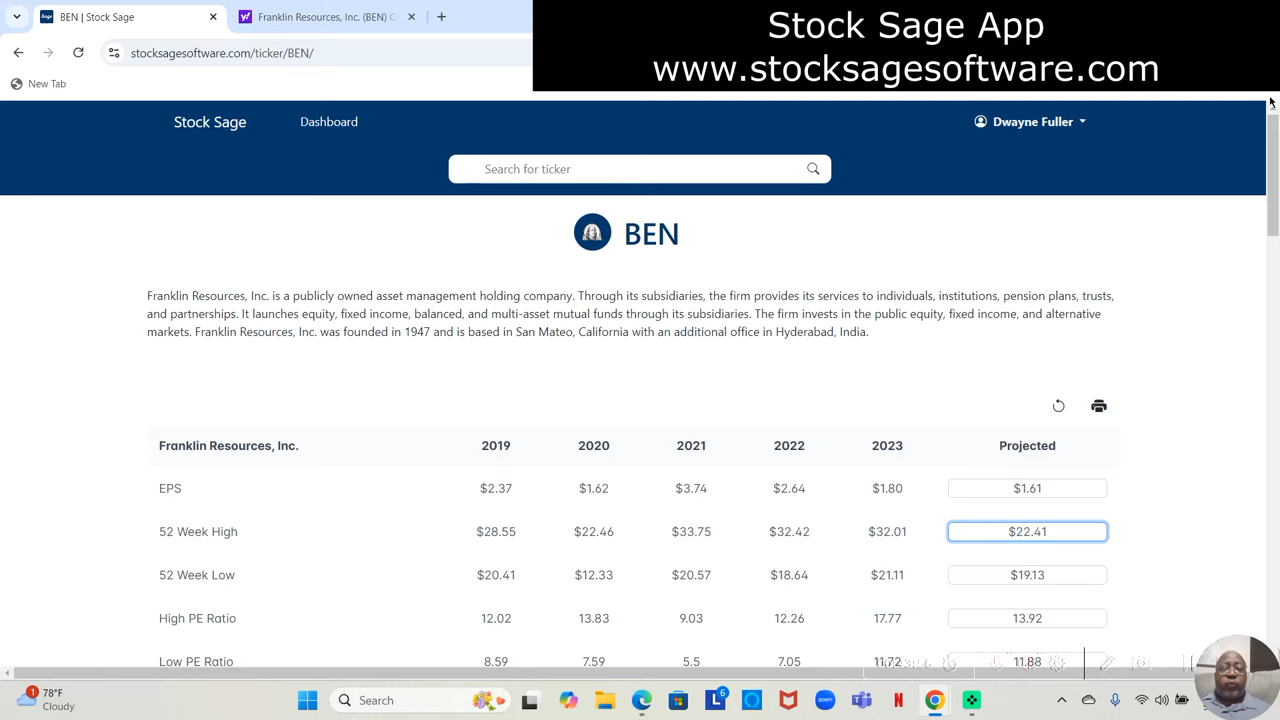 BEN | Stock Sage
Franklin Resources, Inc. (BEN)
Stock Sage App
www.stocksagesoftware.com
stocksagesoftware.com/ticker/BEN/
New Tab
Stock Sage
Dashboard
Dwayne Fuller
Search for ticker
BEN
Franklin Resources, Inc. is a publicly owned asset management holding company. Through its subsidiaries, the firm provides its services to individuals, institutions, pension plans, trusts,
and partnerships. It launches equity, fixed income, balanced, and multi-asset mutual funds through its subsidiaries. The firm invests in the public equity, fixed income, and alternative
markets. Franklin Resources, Inc. was founded in 1947 and is based in San Mateo, California with an additional office in Hyderabad, India.
Franklin Resources, Inc. 2019 2020 2021 2022 2023 Projected
EPS $2.37 $1.62 $3.74 $2.64 $1.80 $1.61
52 Week High $28.55 $22.46 $33.75 $32.42 $32.01 $22.41
52 Week Low $20.41 $12.33 $20.57 $18.64 $21.11 $19.13
High PE Ratio 12.02 13.83 9.03 12.26 17.77 13.92
Low PE Ratio 8.59 7.59 5.5 7.05 11.72 11.88
1
78°F
Cloudy
Search
6